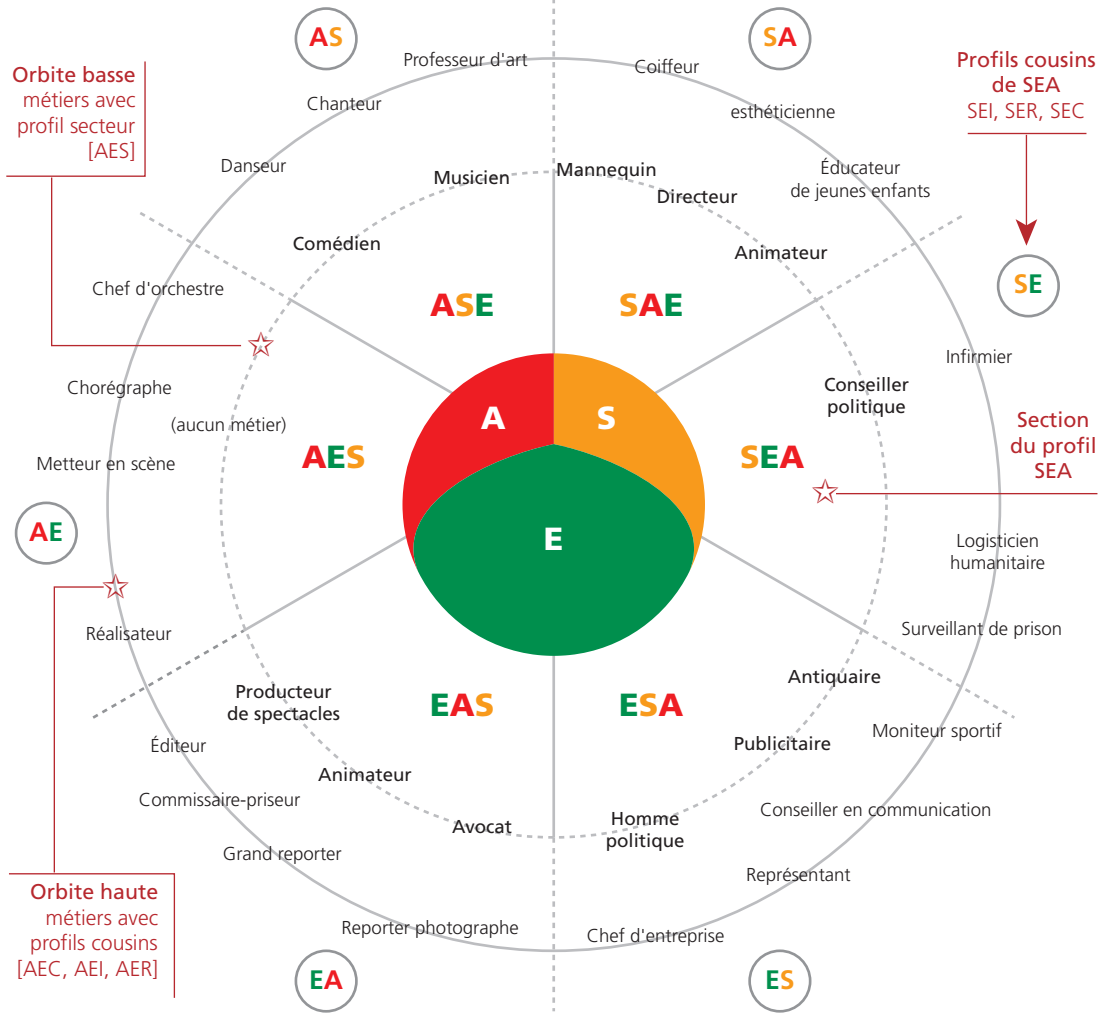 AS
SA
Professeur d'art
Coiffeur
Orbite basse
métiers avec
profil secteur
[AES]
Profils cousins
de SEA
SEI, SER, SEC
Chanteur
esthéticienne
Danseur
Musicien
Mannequin
Directeur
Éducateur
de jeunes enfants
Comédien
Animateur
Chef d'orchestre
ASE
SAE
SE
Infirmier
Chorégraphe
Conseiller
politique
(aucun métier)
A
S
Section
du profil
SEA
Metteur en scène
AES
SEA
AE
E
Logisticien
humanitaire
Réalisateur
Surveillant de prison
Producteur
de spectacles
EAS
ESA
Antiquaire
Éditeur
Publicitaire
Moniteur sportif
Animateur
Commissaire-priseur
Conseiller en communication
Avocat
Homme
politique
Grand reporter
Représentant
Orbite haute
métiers avec
profils cousins
[AEC, AEI, AER]
Reporter photographe
Chef d'entreprise
EA
ES